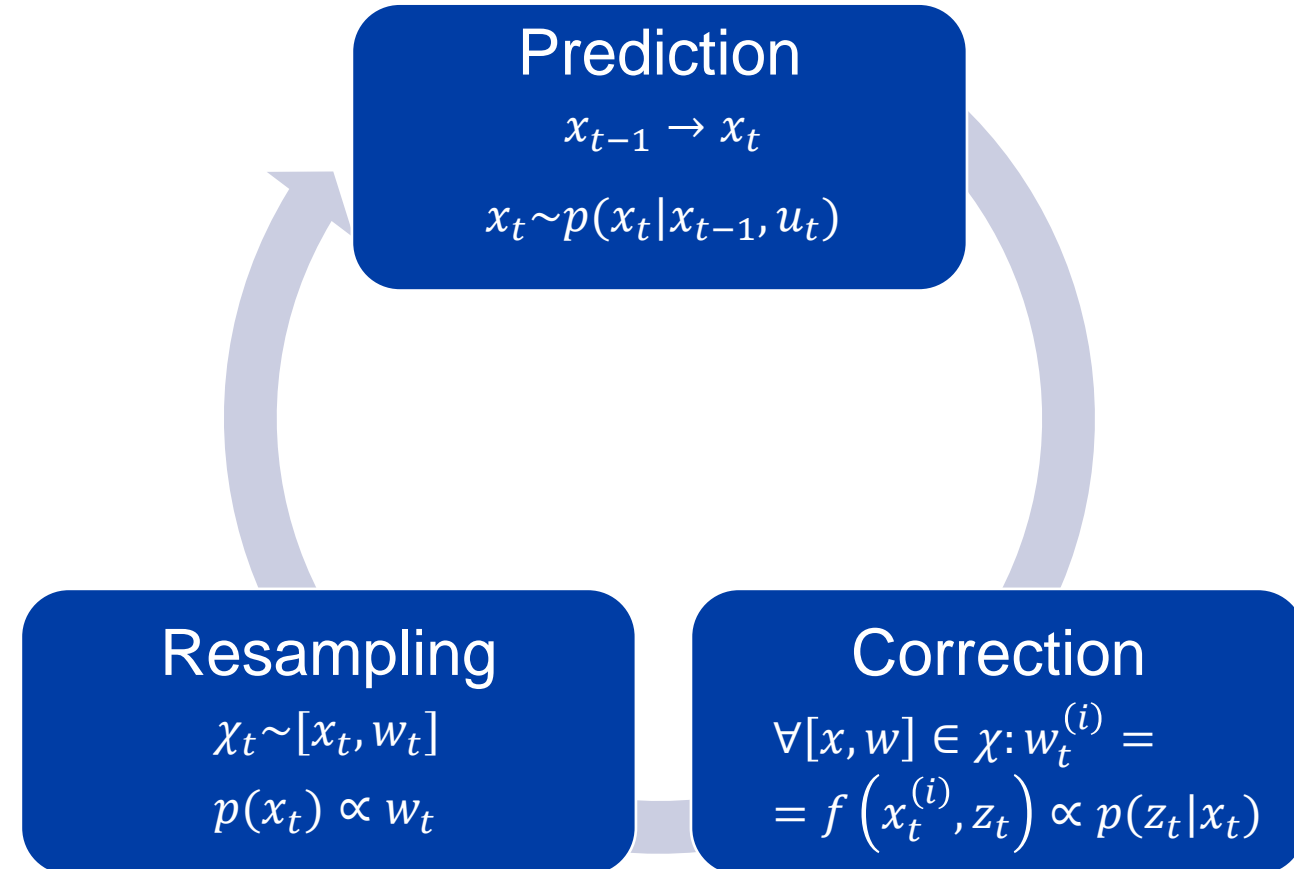 Prediction
x_{t−1} → x_t
x_t~p(x_t|x_{t−1}, u_t)
Resampling
χ_t~[x_t, w_t]
p(x_t) ∝ w_t
Correction
∀[x, w] ∈ χ: w_t^{(i)} =
= f(x_t^{(i)}, z_t) ∝ p(z_t|x_t)